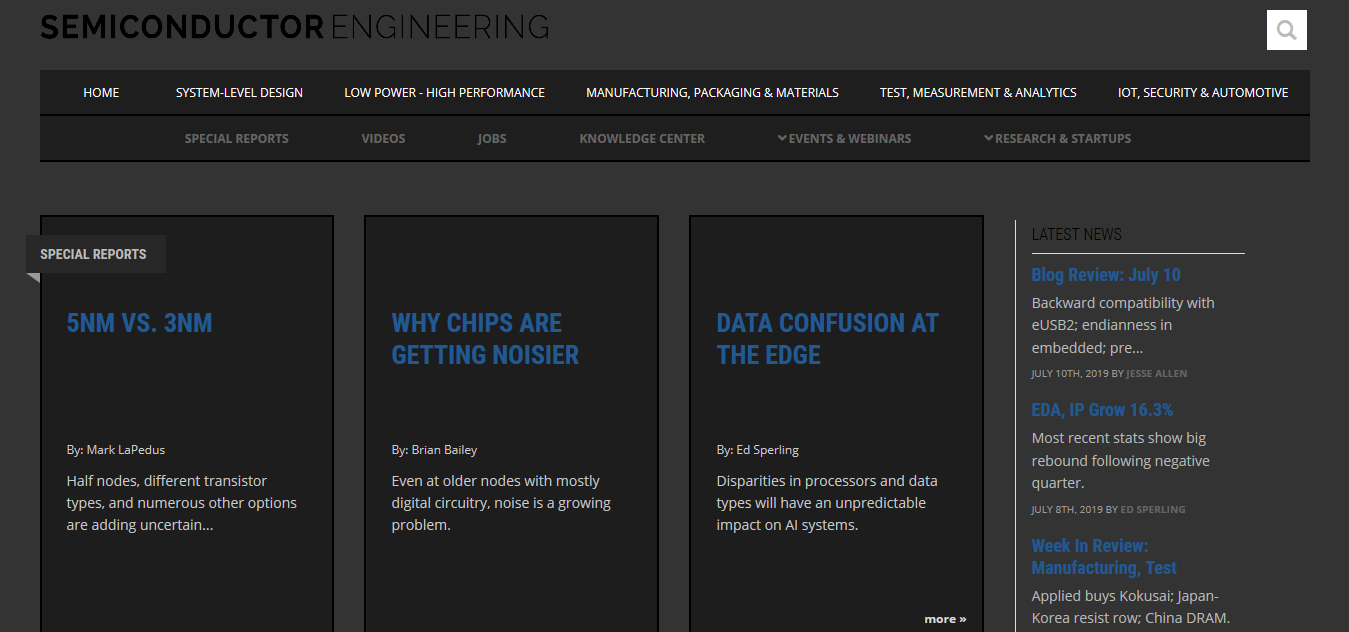 SEMICONDUCTOR ENGINEERING
HOME
SYSTEM-LEVEL DESIGN
LOW POWER - HIGH PERFORMANCE
MANUFACTURING, PACKAGING & MATERIALS
TEST, MEASUREMENT & ANALYTICS
IOT, SECURITY & AUTOMOTIVE
SPECIAL REPORTS
VIDEOS
JOBS
KNOWLEDGE CENTER
EVENTS & WEBINARS
RESEARCH & STARTUPS
SPECIAL REPORTS
5NM VS. 3NM
By: Mark LaPedus
Half nodes, different transistor
types, and numerous other options
are adding uncertain...
WHY CHIPS ARE
GETTING NOISIER
By: Brian Bailey
Even at older nodes with mostly
digital circuitry, noise is a growing
problem.
DATA CONFUSION AT
THE EDGE
By: Ed Sperling
Disparities in processors and data
types will have an unpredictable
impact on AI systems.
more »
LATEST NEWS
Blog Review: July 10
Backward compatibility with
eUSB2; endianness in
embedded; pre...
JULY 10TH, 2019 BY JESSE ALLEN
EDA, IP Grow 16.3%
Most recent stats show big
rebound following negative
quarter.
JULY 8TH, 2019 BY ED SPERLING
Week In Review:
Manufacturing, Test
Applied buys Kokusai; Japan-
Korea resist row; China DRAM.